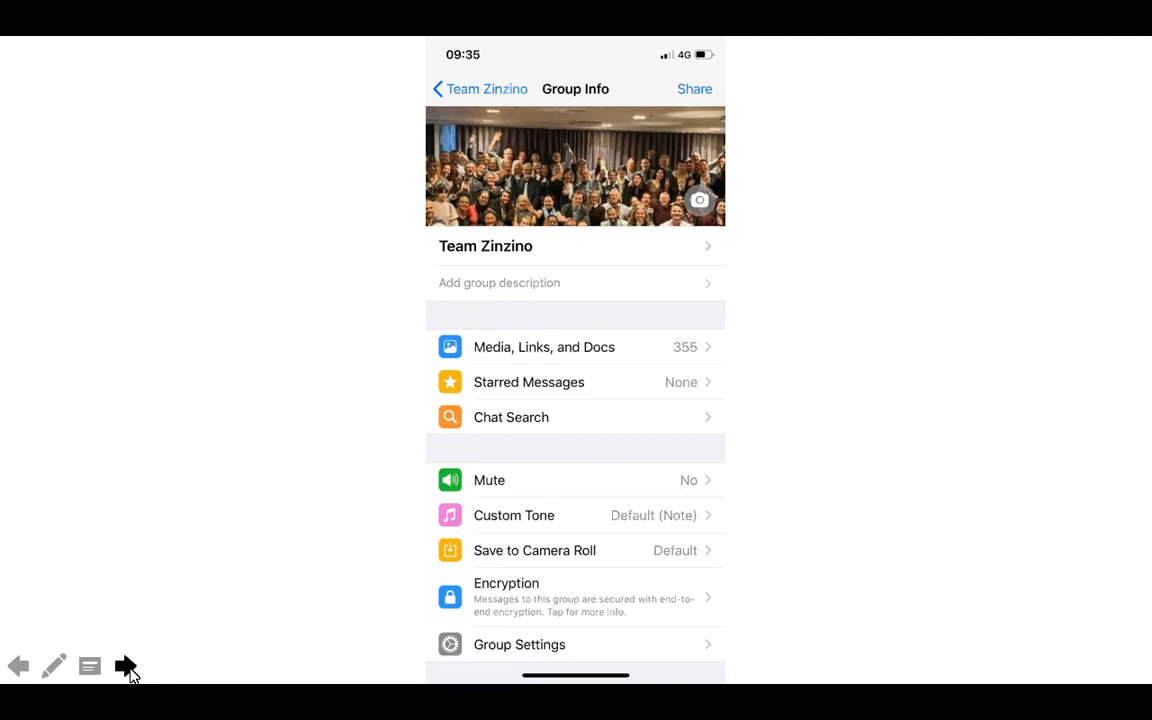 09:35
4G
Team Zinzino Group Info Share
Team Zinzino
Add group description
Media, Links, and Docs 355
Starred Messages None
Chat Search
Mute No
Custom Tone Default (Note)
Save to Camera Roll Default
Encryption
Messages to this group are secured with end-to-
end encryption. Tap for more info.
Group Settings